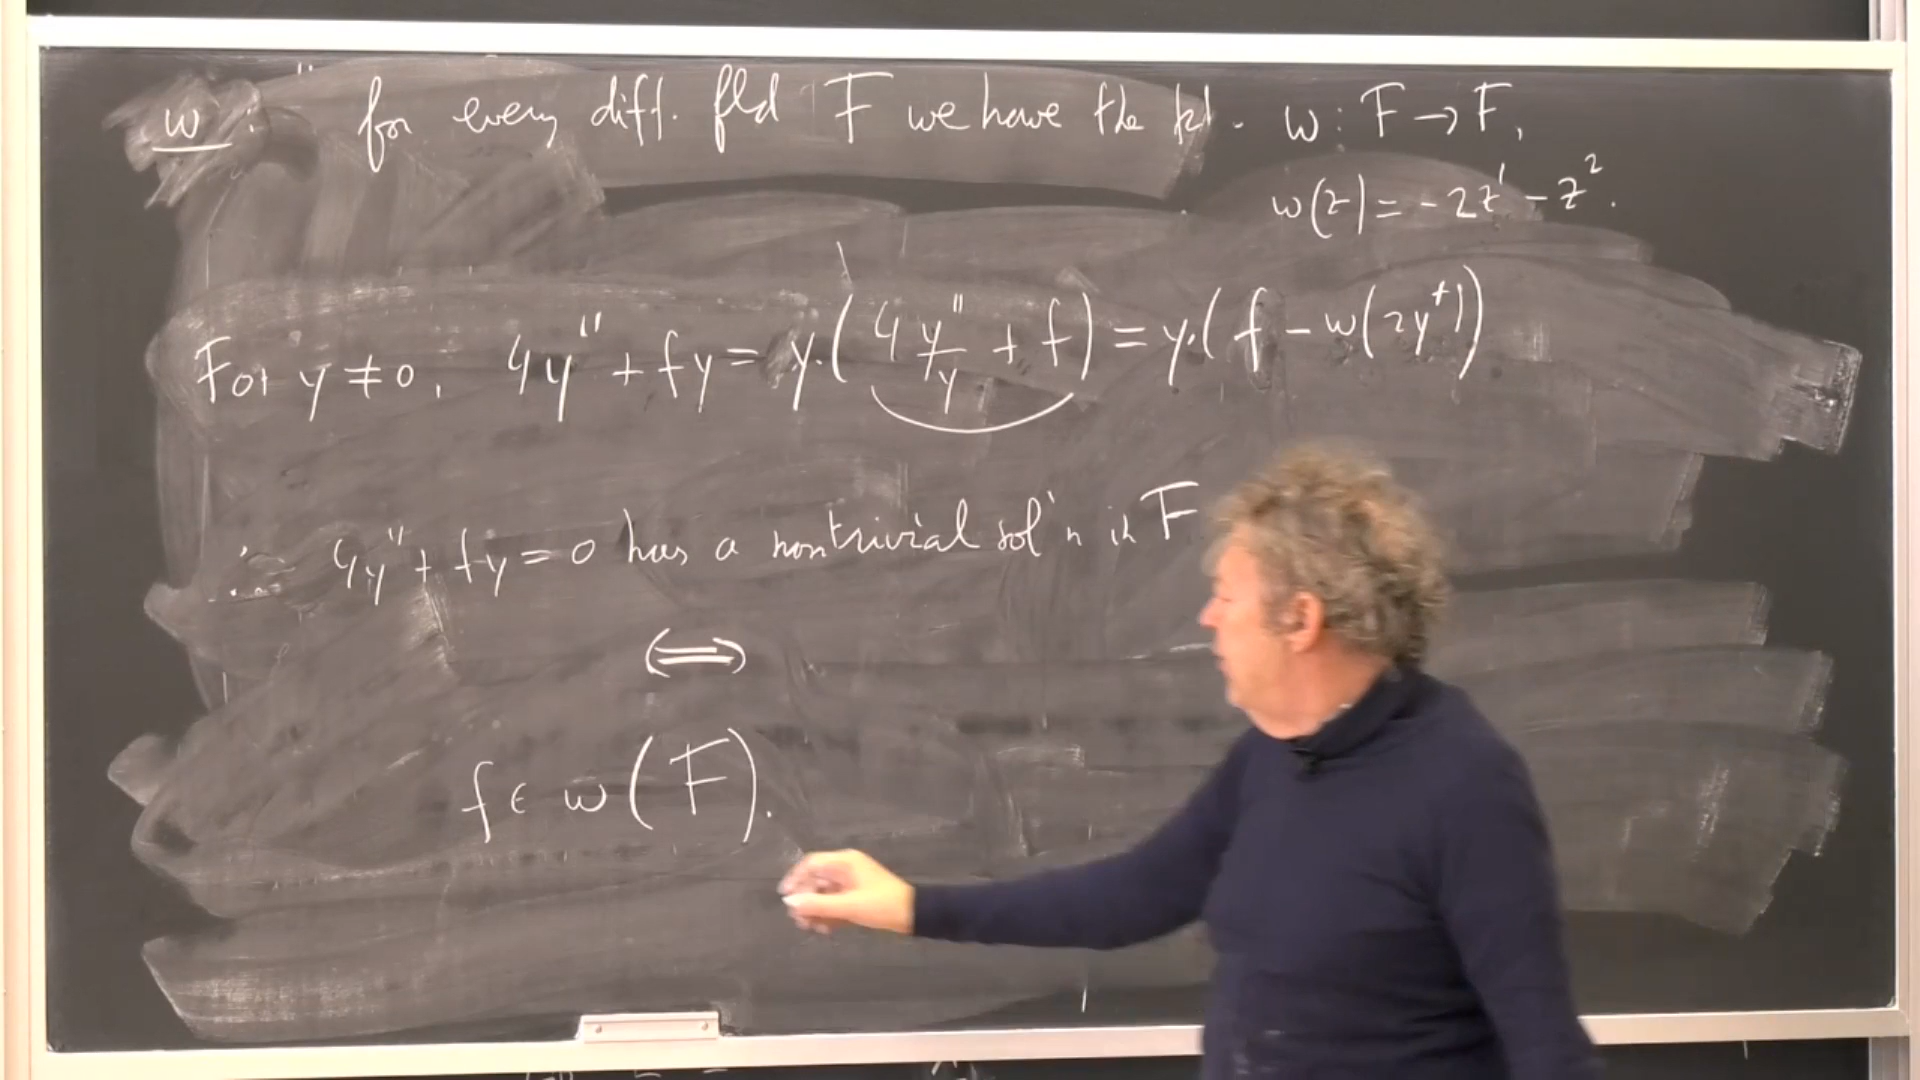 w : for every diff. fld F we have the fct. w : F → F,
w(z) = -2z' - z².
For y ≠ 0, 4y'' + fy = y·(4 y''/y + f) = y·(f - w(2y†))
∴ 4y'' + fy = 0 has a nontrivial sol'n in F
⟺
f ∈ w(F).